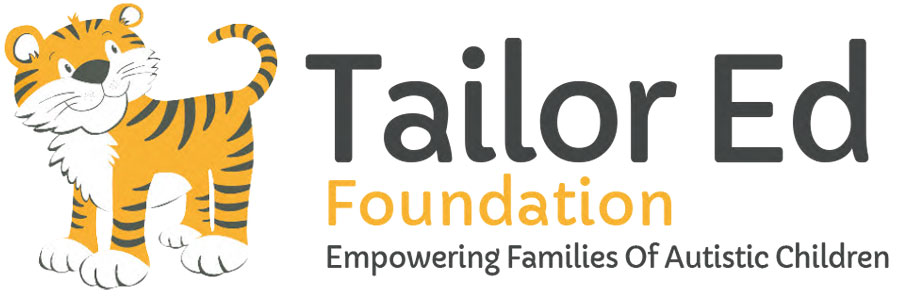 Tailor Ed
Foundation
Empowering Families Of Autistic Children